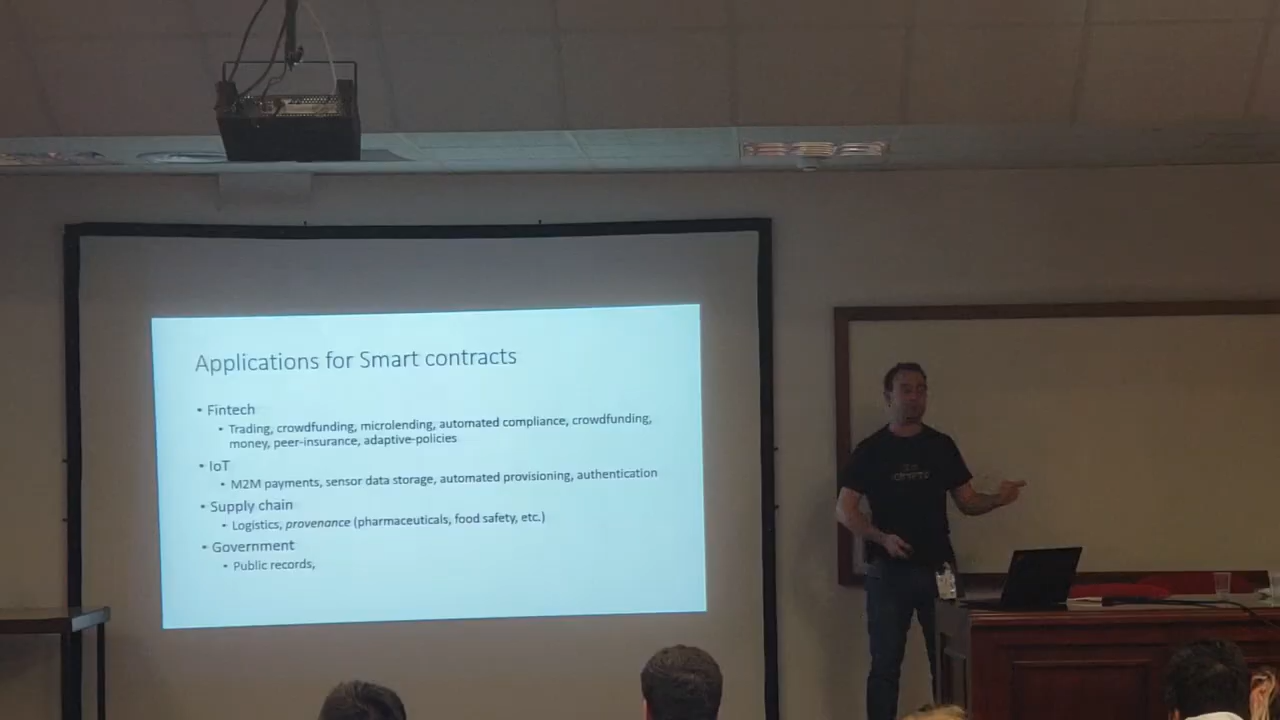 Applications for Smart contracts
• Fintech
• Trading, crowdfunding, microlending, automated compliance, crowdfunding,
money, peer-insurance, adaptive-policies
• IoT
• M2M payments, sensor data storage, automated provisioning, authentication
• Supply chain
• Logistics, provenance (pharmaceuticals, food safety, etc.)
• Government
• Public records,